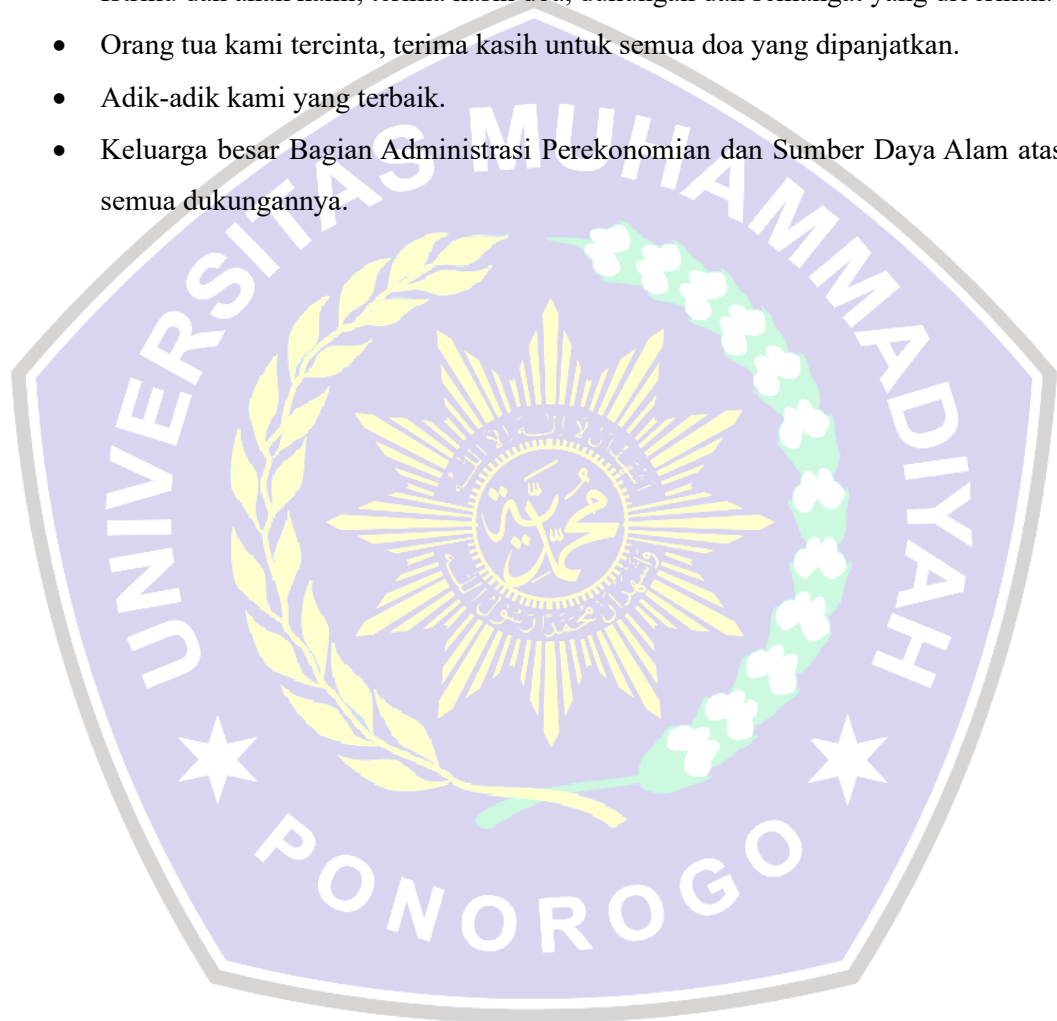 • Orang tua kami tercinta, terima kasih untuk semua doa yang dipanjatkan.
• Adik-adik kami yang terbaik.
• Keluarga besar Bagian Administrasi Perekonomian dan Sumber Daya Alam atas
semua dukungannya.
UNIVERSITAS MUHAMMADIYAH
محمدية
PONOROGO